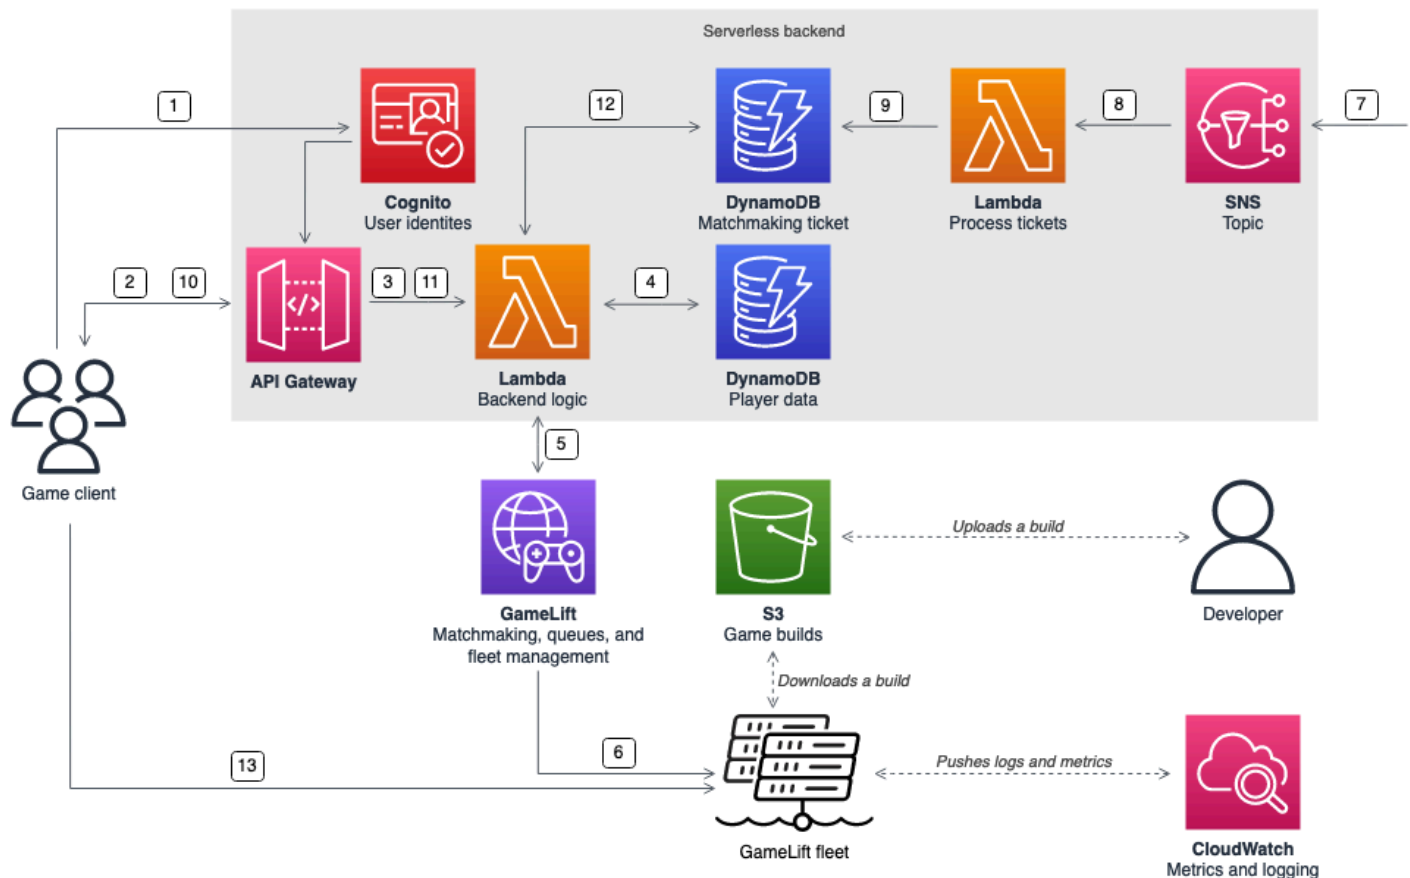 Serverless backend
1
12
9
8
7
Cognito
User identites
DynamoDB
Matchmaking ticket
Lambda
Process tickets
SNS
Topic
2
10
3
11
4
API Gateway
Lambda
Backend logic
DynamoDB
Player data
Game client
5
Uploads a build
GameLift
Matchmaking, queues, and
fleet management
S3
Game builds
Developer
Downloads a build
6
13
Pushes logs and metrics
GameLift fleet
CloudWatch
Metrics and logging